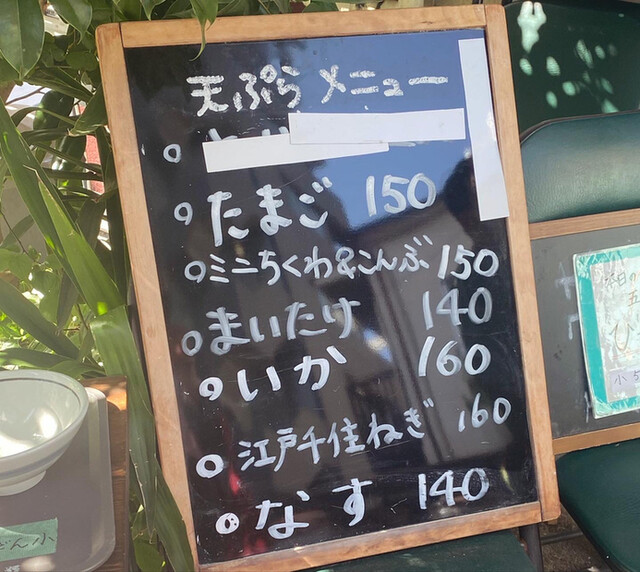 天ぷら メニュー
たまご 150
ミニちくわ&こんぶ 150
まいたけ 140
いか 160
江戸千住ねぎ 160
なす 140